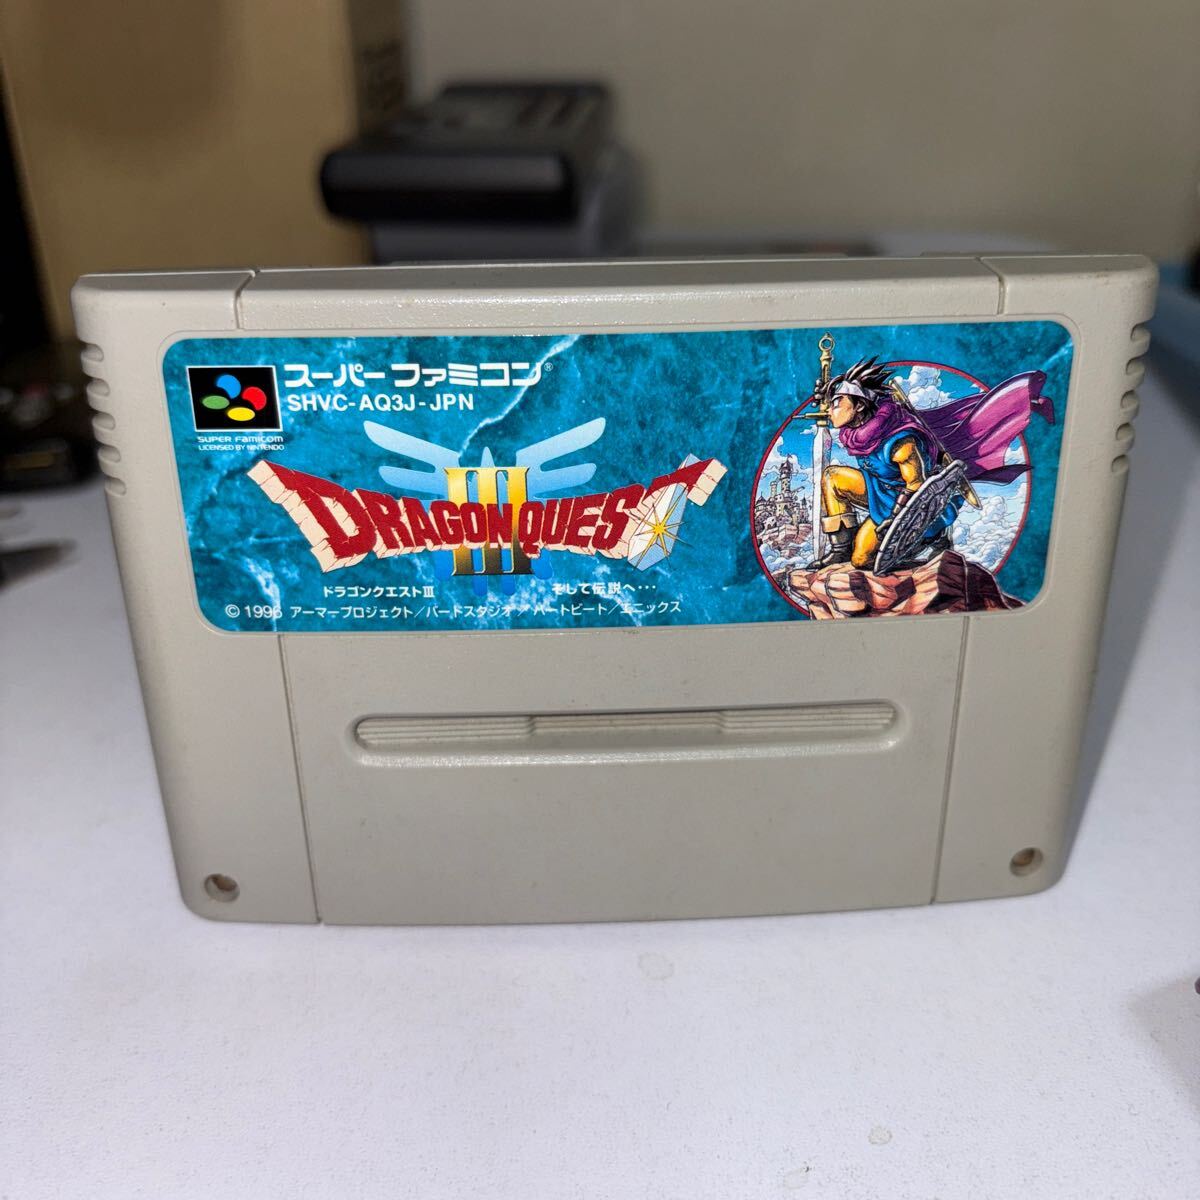 スーパーファミコン®
SHVC-AQ3J-JPN
SUPER FAMICOM
LICENSED BY NINTENDO
DRAGON QUEST
III
ドラゴンクエストIII そして伝説へ…
© 1996 アーマープロジェクト／バードスタジオ／ハートビート／エニックス